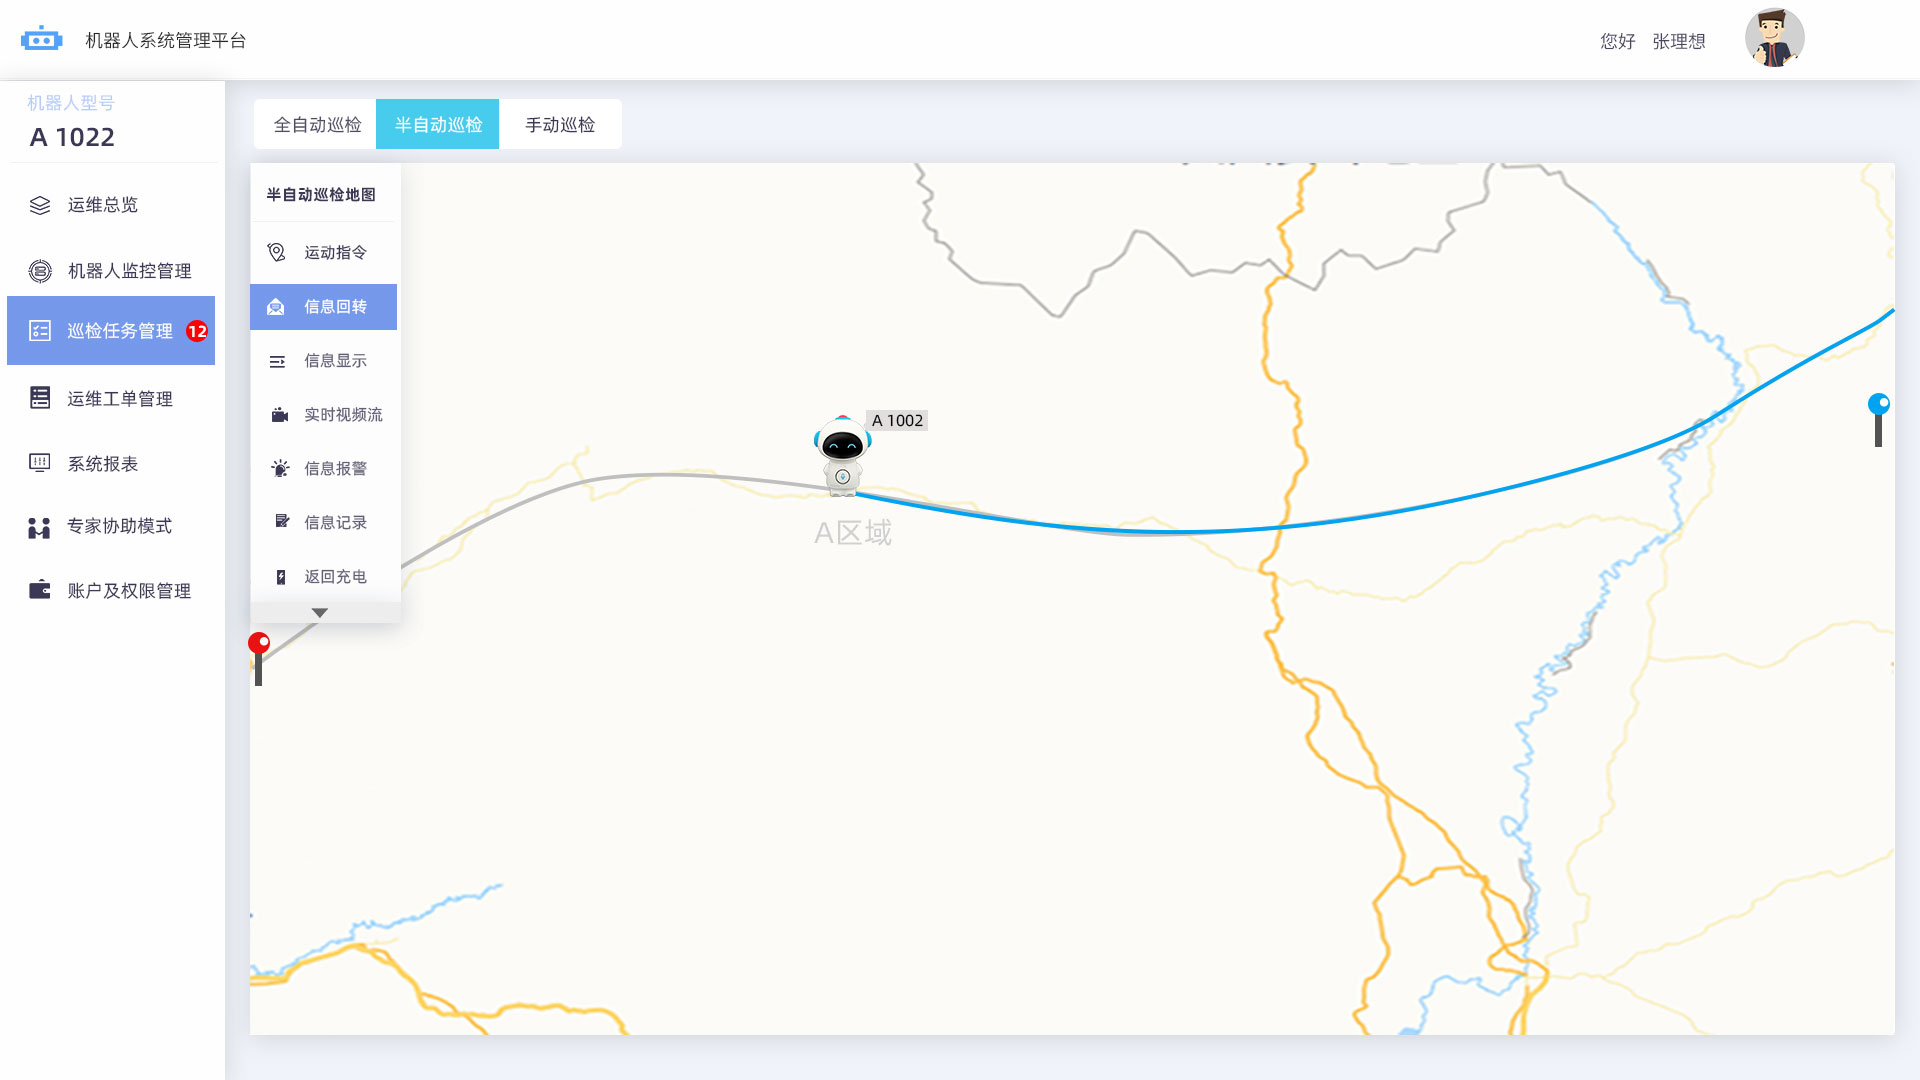 机器人系统管理平台
您好 张理想
机器人型号
A 1022
运维总览
机器人监控管理
巡检任务管理 12
运维工单管理
系统报表
专家协助模式
账户及权限管理
全自动巡检 半自动巡检 手动巡检
半自动巡检地图
运动指令
信息回转
信息显示
实时视频流
信息报警
信息记录
返回充电
A 1002
A区域